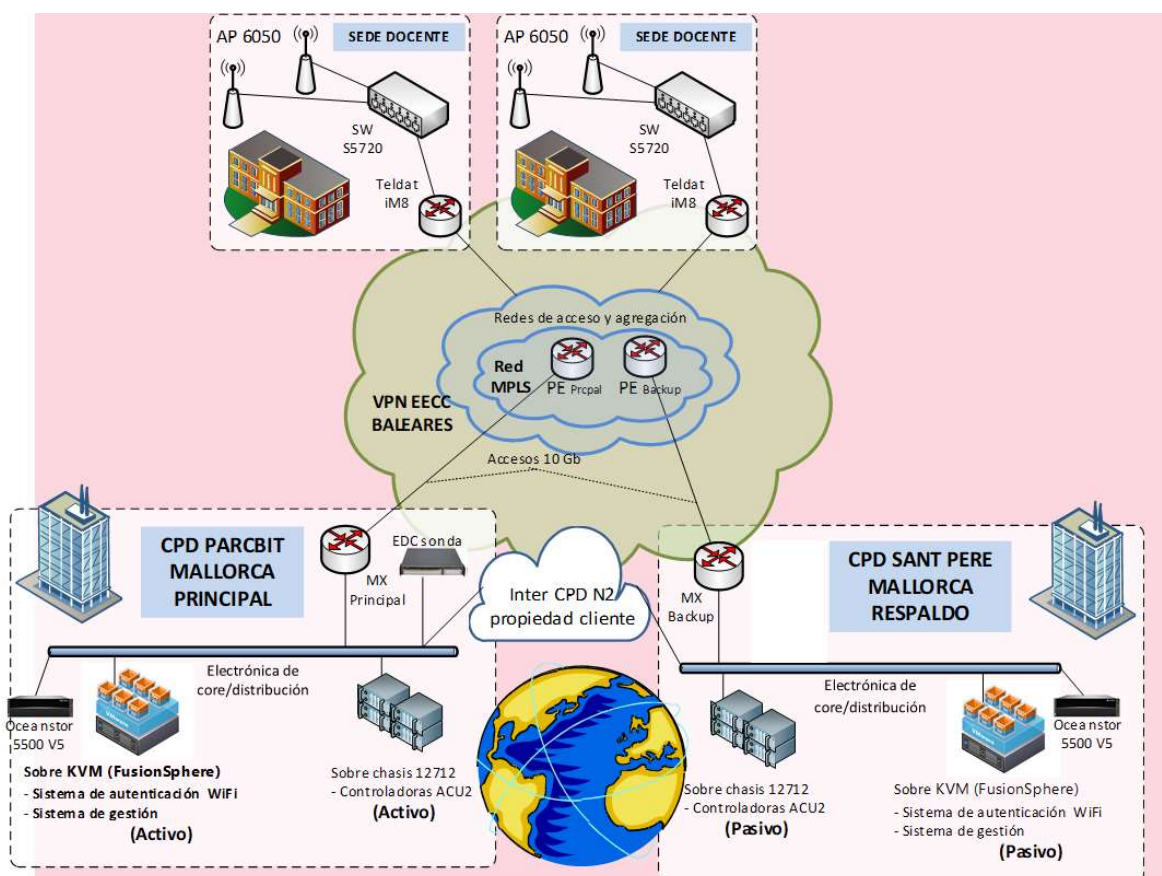 AP 6050
SEDE DOCENTE
SW
S5720
Teldat
iM8
AP 6050
SEDE DOCENTE
SW
S5720
Teldat
iM8
Redes de acceso y agregación
Red
MPLS
PE Prcpal
PE Backup
VPN EECC
BALEARES
Accesos 10 Gb
CPD PARCBIT
MALLORCA
PRINCIPAL
MX
Principal
EDC sonda
Inter CPD N2
propiedad cliente
MX
Backup
CPD SANT PERE
MALLORCA
RESPALDO
Electrónica de
core/distribución
Oceanstor
5500 V5
vmware
Sobre KVM (FusionSphere)
- Sistema de autenticación WiFi
- Sistema de gestión
(Activo)
Sobre chasis 12712
- Controladoras ACU2
(Activo)
Electrónica de
core/distribución
Sobre chasis 12712
- Controladoras ACU2
(Pasivo)
vmware
Oceanstor
5500 V5
Sobre KVM (FusionSphere)
- Sistema de autenticación WiFi
- Sistema de gestión
(Pasivo)